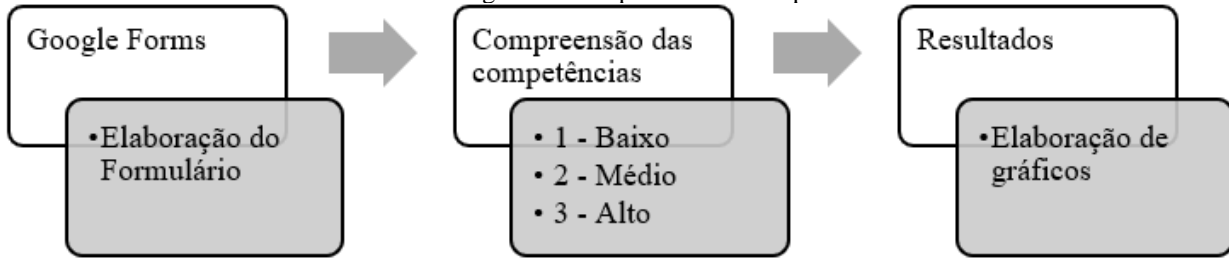 Google Forms
•Elaboração do
Formulário
Compreensão das
competências
• 1 - Baixo
• 2 - Médio
• 3 - Alto
Resultados
•Elaboração de
gráficos